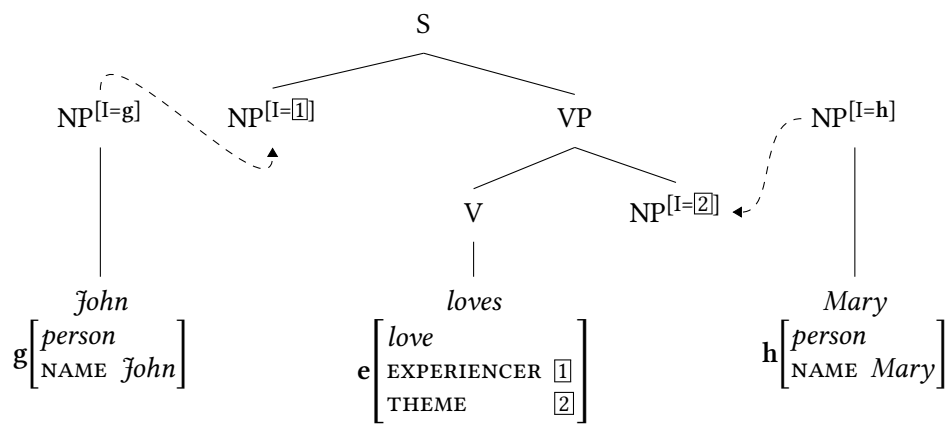 S
NP[I=g] NP[I=1] VP NP[I=h]
V NP[I=2]
John loves Mary
g[person e[love h[person
NAME John] EXPERIENCER 1 NAME Mary]
THEME 2]